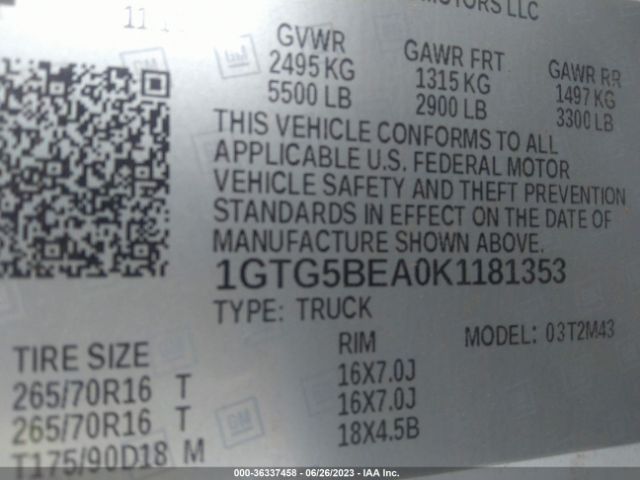 MOTORS LLC
GVWR GAWR FRT GAWR RR
2495 KG 1315 KG 1497 KG
5500 LB 2900 LB 3300 LB
THIS VEHICLE CONFORMS TO ALL
APPLICABLE U.S. FEDERAL MOTOR
VEHICLE SAFETY AND THEFT PREVENTION
STANDARDS IN EFFECT ON THE DATE OF
MANUFACTURE SHOWN ABOVE.
1GTG5BEA0K1181353
TYPE: TRUCK MODEL: 03T2M43
TIRE SIZE RIM
265/70R16 T 16X7.0J
265/70R16 T 16X7.0J
T175/90D18 M 18X4.5B
000-36337458 - 06/26/2023 - IAA Inc.